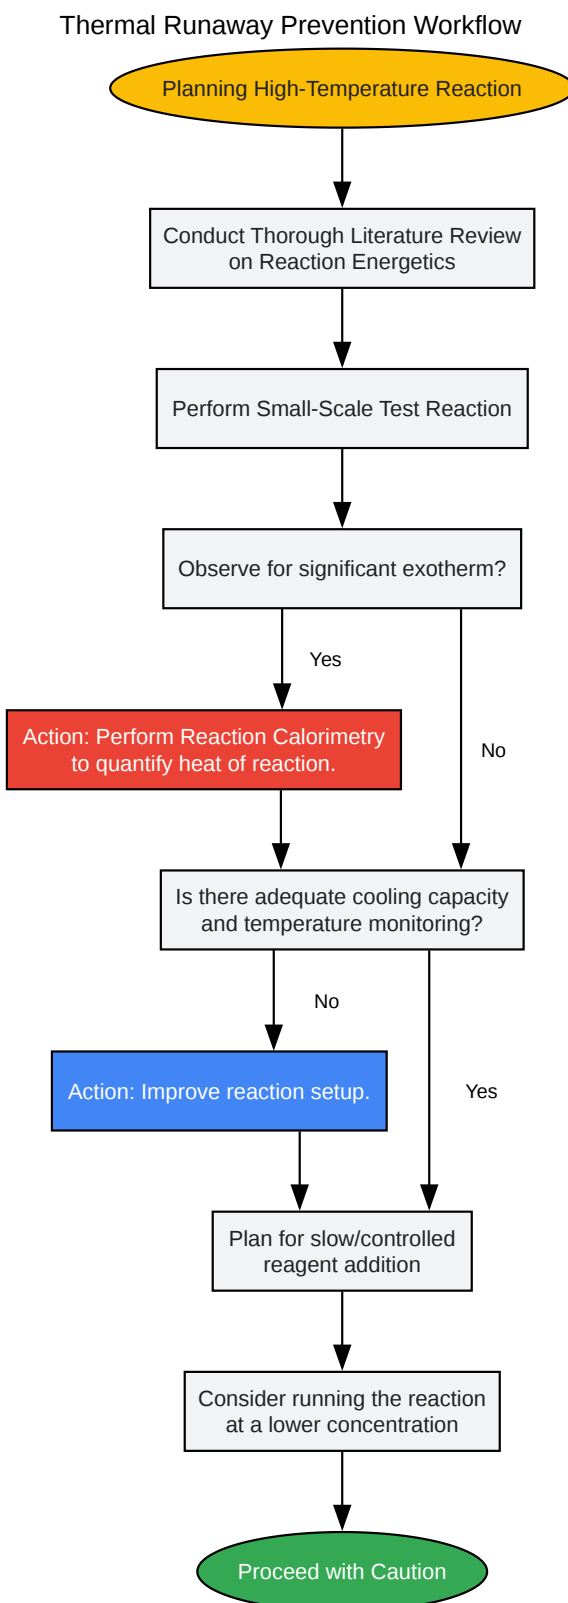 Thermal Runaway Prevention Workflow
Planning High-Temperature Reaction
Conduct Thorough Literature Review
on Reaction Energetics
Perform Small-Scale Test Reaction
Observe for significant exotherm?
Yes
Action: Perform Reaction Calorimetry
to quantify heat of reaction.
No
Is there adequate cooling capacity
and temperature monitoring?
No
Action: Improve reaction setup.
Yes
Plan for slow/controlled
reagent addition
Consider running the reaction
at a lower concentration
Proceed with Caution